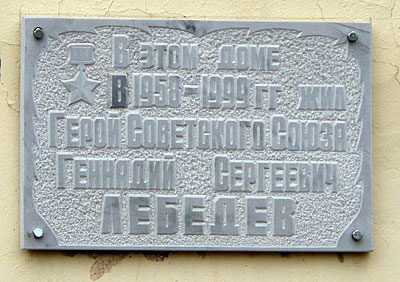 В ЭТОМ ДОМЕ
В 1958-1999 ГГ ЖИЛ
ГЕРОЙ СОВЕТСКОГО СОЮЗА
ГЕННАДИЙ СЕРГЕЕВИЧ
ЛЕБЕДЕВ